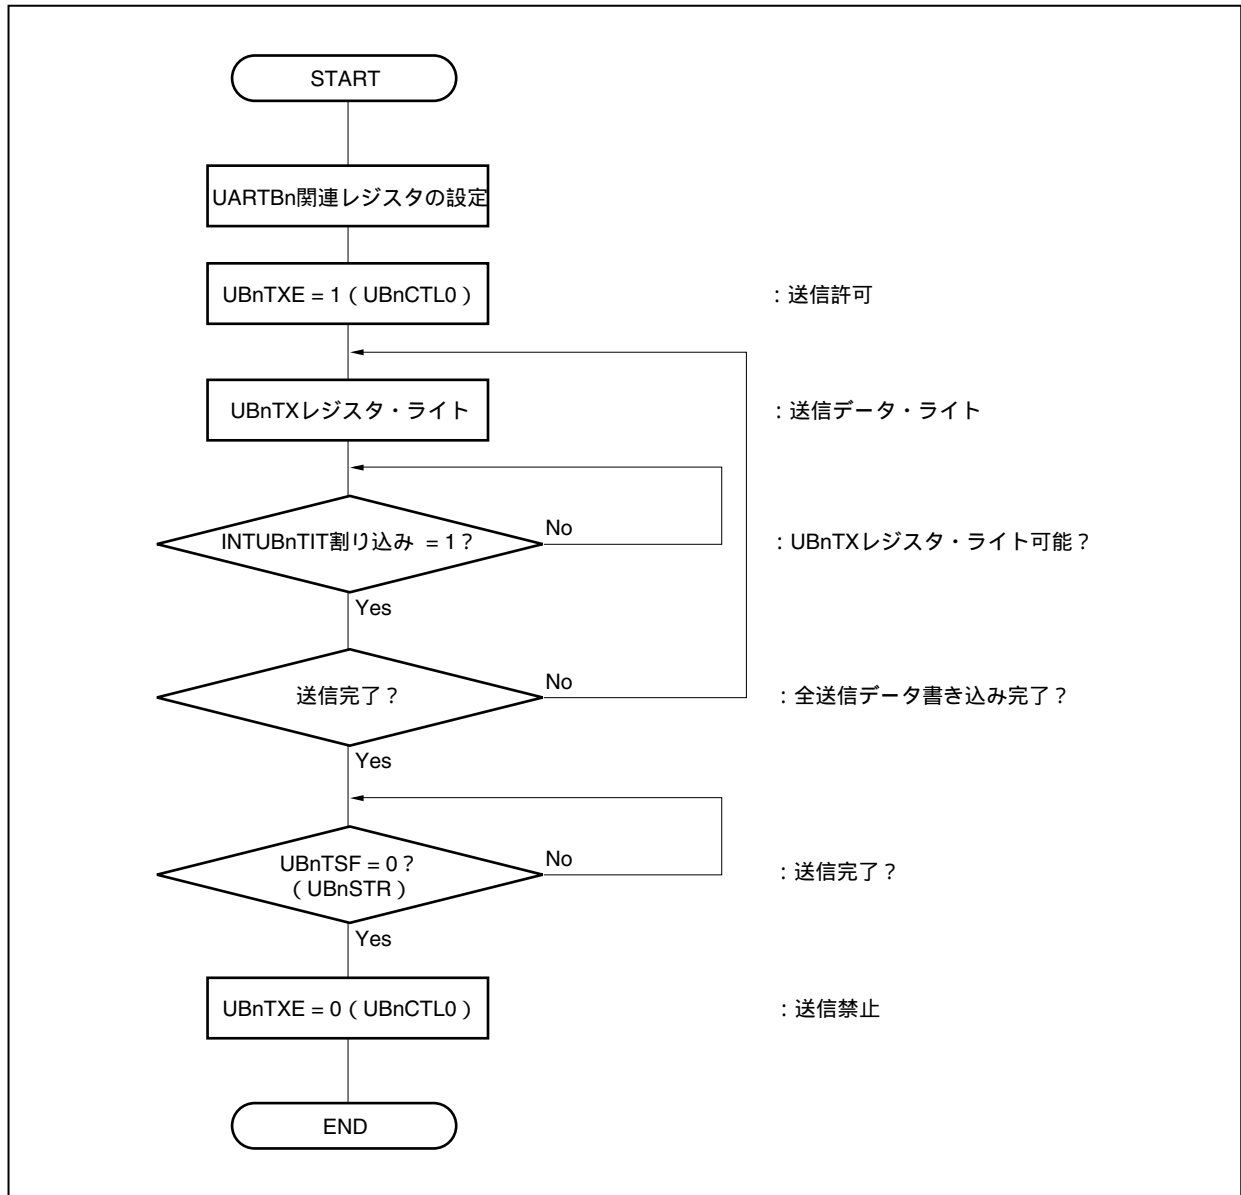 START
UARTBn関連レジスタの設定
UBnTXE = 1（UBnCTL0）
：送信許可
UBnTXレジスタ・ライト
：送信データ・ライト
INTUBnTIT割り込み = 1？
No
：UBnTXレジスタ・ライト可能？
Yes
送信完了？
No
：全送信データ書き込み完了？
Yes
UBnTSF = 0？
（UBnSTR）
No
：送信完了？
Yes
UBnTXE = 0（UBnCTL0）
：送信禁止
END